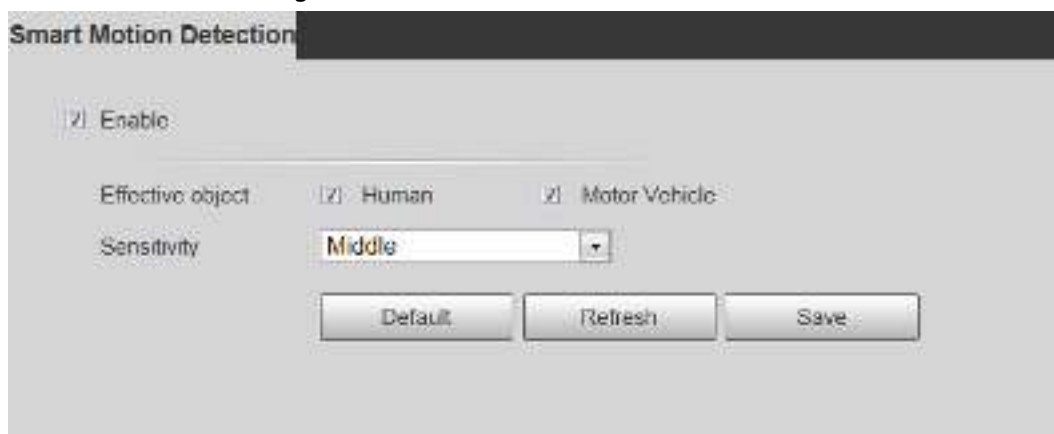 Smart Motion Detection
Enable
Effective object Human Motor Vehicle
Sensitivity Middle
Default Refresh Save